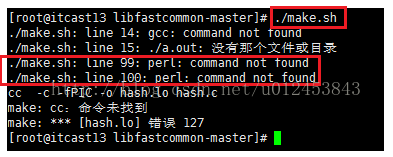 [root@itcast13 libfastcommon-master]# ./make.sh
./make.sh: line 14: gcc: command not found
./make.sh: line 15: ./a.out: 没有那个文件或目录
./make.sh: line 99: perl: command not found
./make.sh: line 100: perl: command not found
cc -c -fPIC -o hash.lo hash.c
make: cc: 命令未找到
make: *** [hash.lo] 错误 127
[root@itcast13 libfastcommon-master]#
http://blog.csdn.net/u012453843